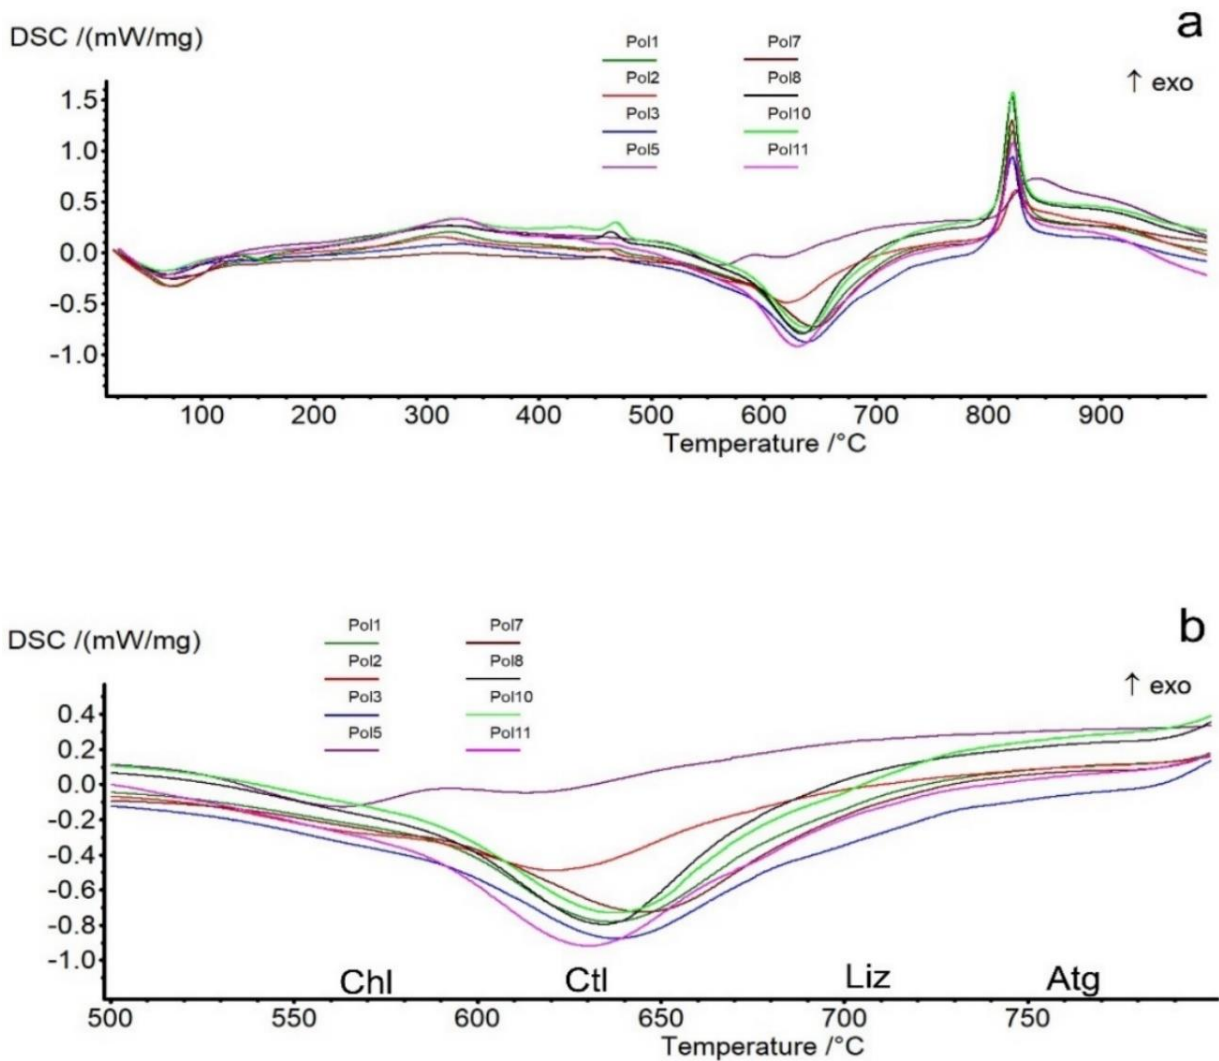 DSC /(mW/mg)
a
↑ exo
Pol1 Pol7
Pol2 Pol8
Pol3 Pol10
Pol5 Pol11
1.5
1.0
0.5
0.0
-0.5
-1.0
100 200 300 400 500 600 700 800 900
Temperature /°C
DSC /(mW/mg)
b
↑ exo
Pol1 Pol7
Pol2 Pol8
Pol3 Pol10
Pol5 Pol11
0.4
0.2
0.0
-0.2
-0.4
-0.6
-0.8
-1.0
Chl Ctl Liz Atg
500 550 600 650 700 750
Temperature /°C